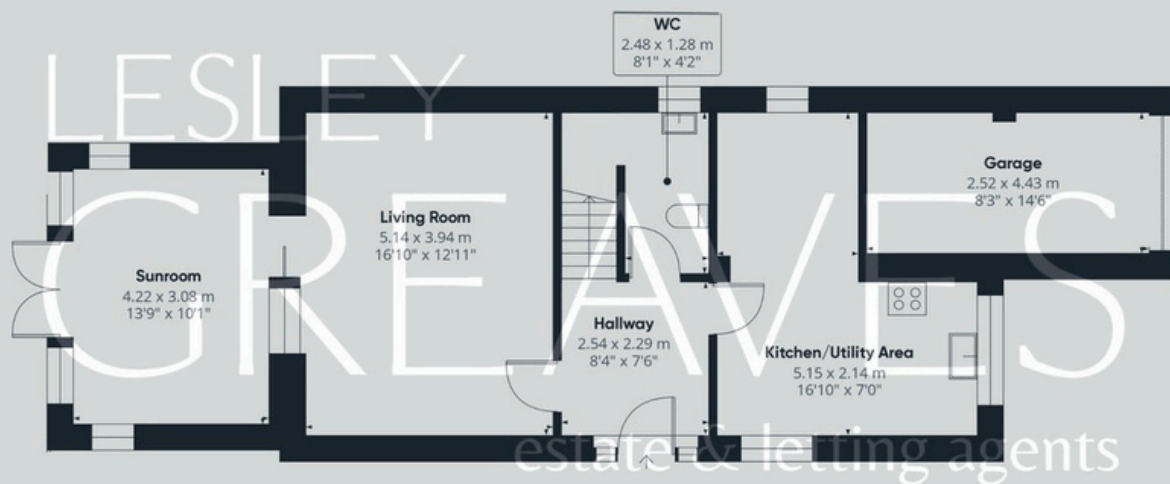 WC
2.48 x 1.28 m
8'1" x 4'2"
LESLEY
GREAVES
estate & letting agents
Garage
2.52 x 4.43 m
8'3" x 14'6"
Living Room
5.14 x 3.94 m
16'10" x 12'11"
Sunroom
4.22 x 3.08 m
13'9" x 10'1"
Hallway
2.54 x 2.29 m
8'4" x 7'6"
Kitchen/Utility Area
5.15 x 2.14 m
16'10" x 7'0"